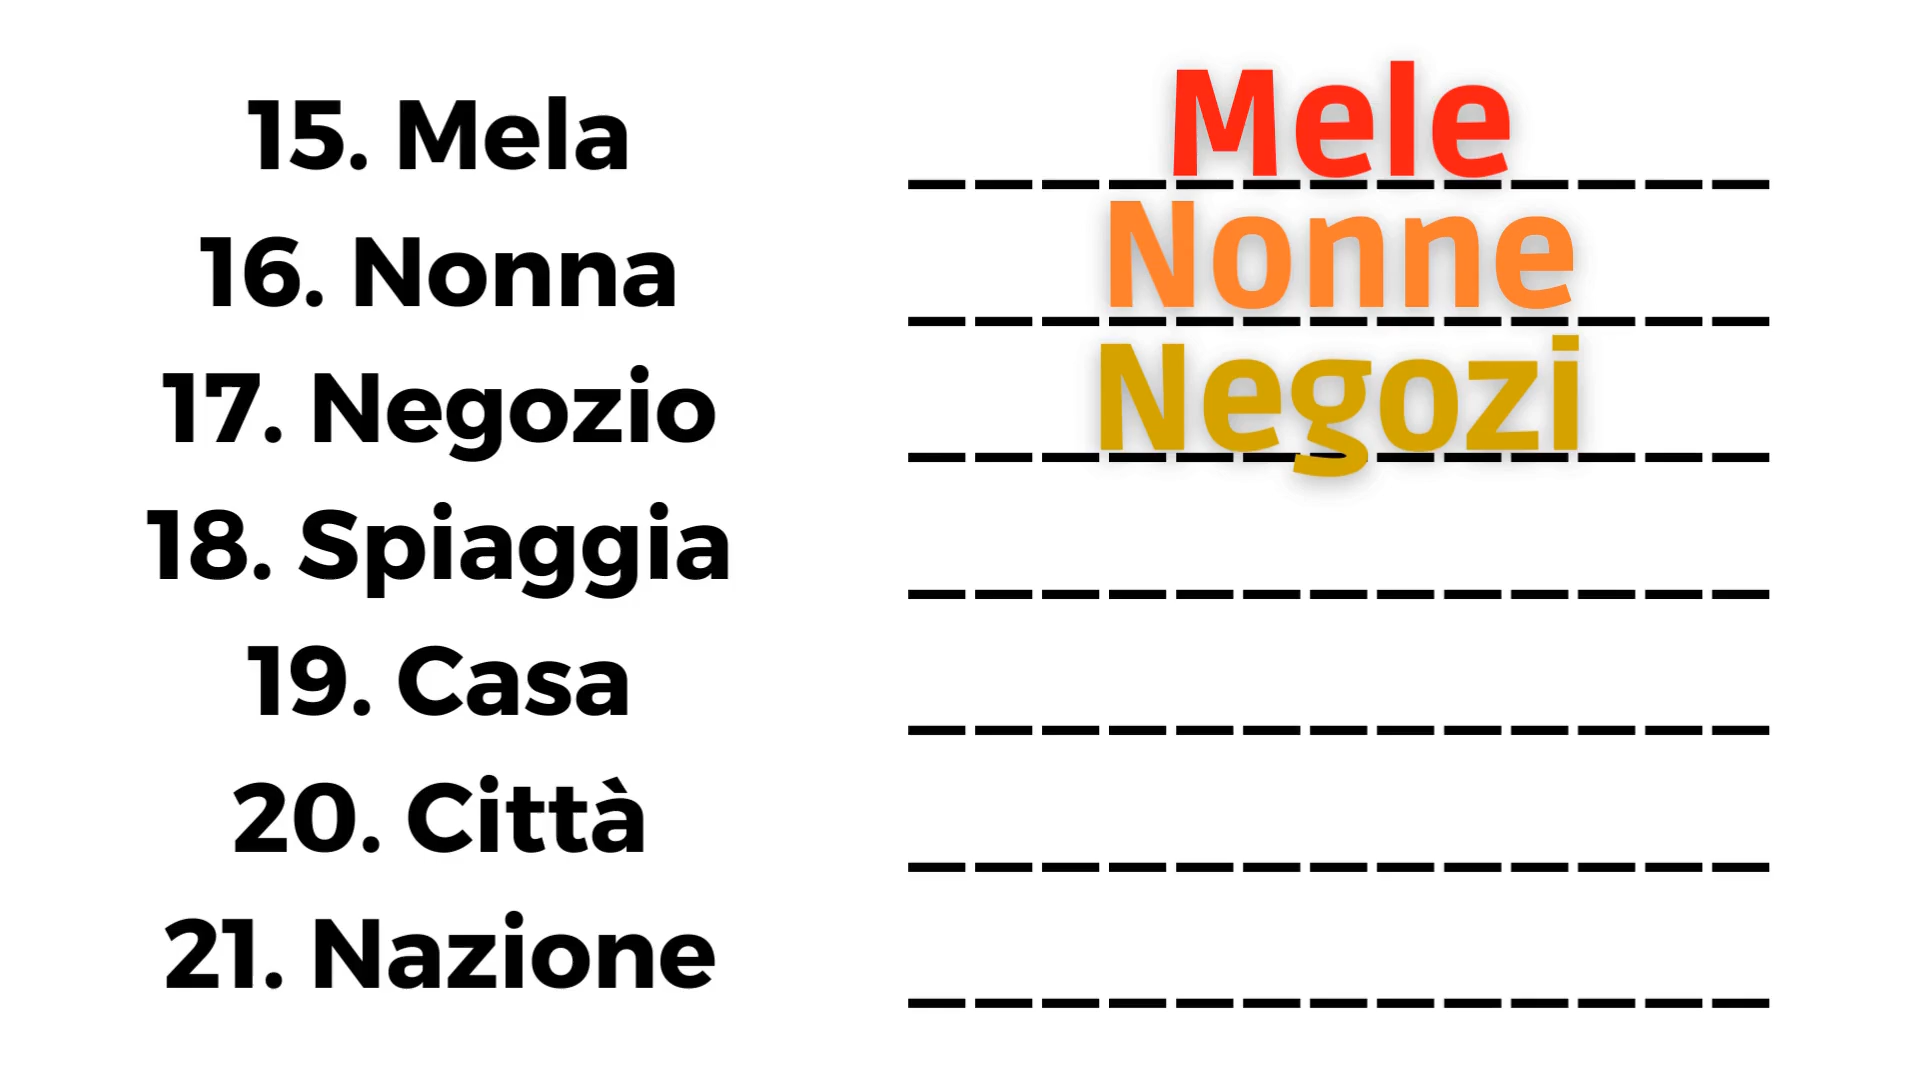 15. Mela Mele
16. Nonna Nonne
17. Negozio Negozi
18. Spiaggia
19. Casa
20. Città
21. Nazione